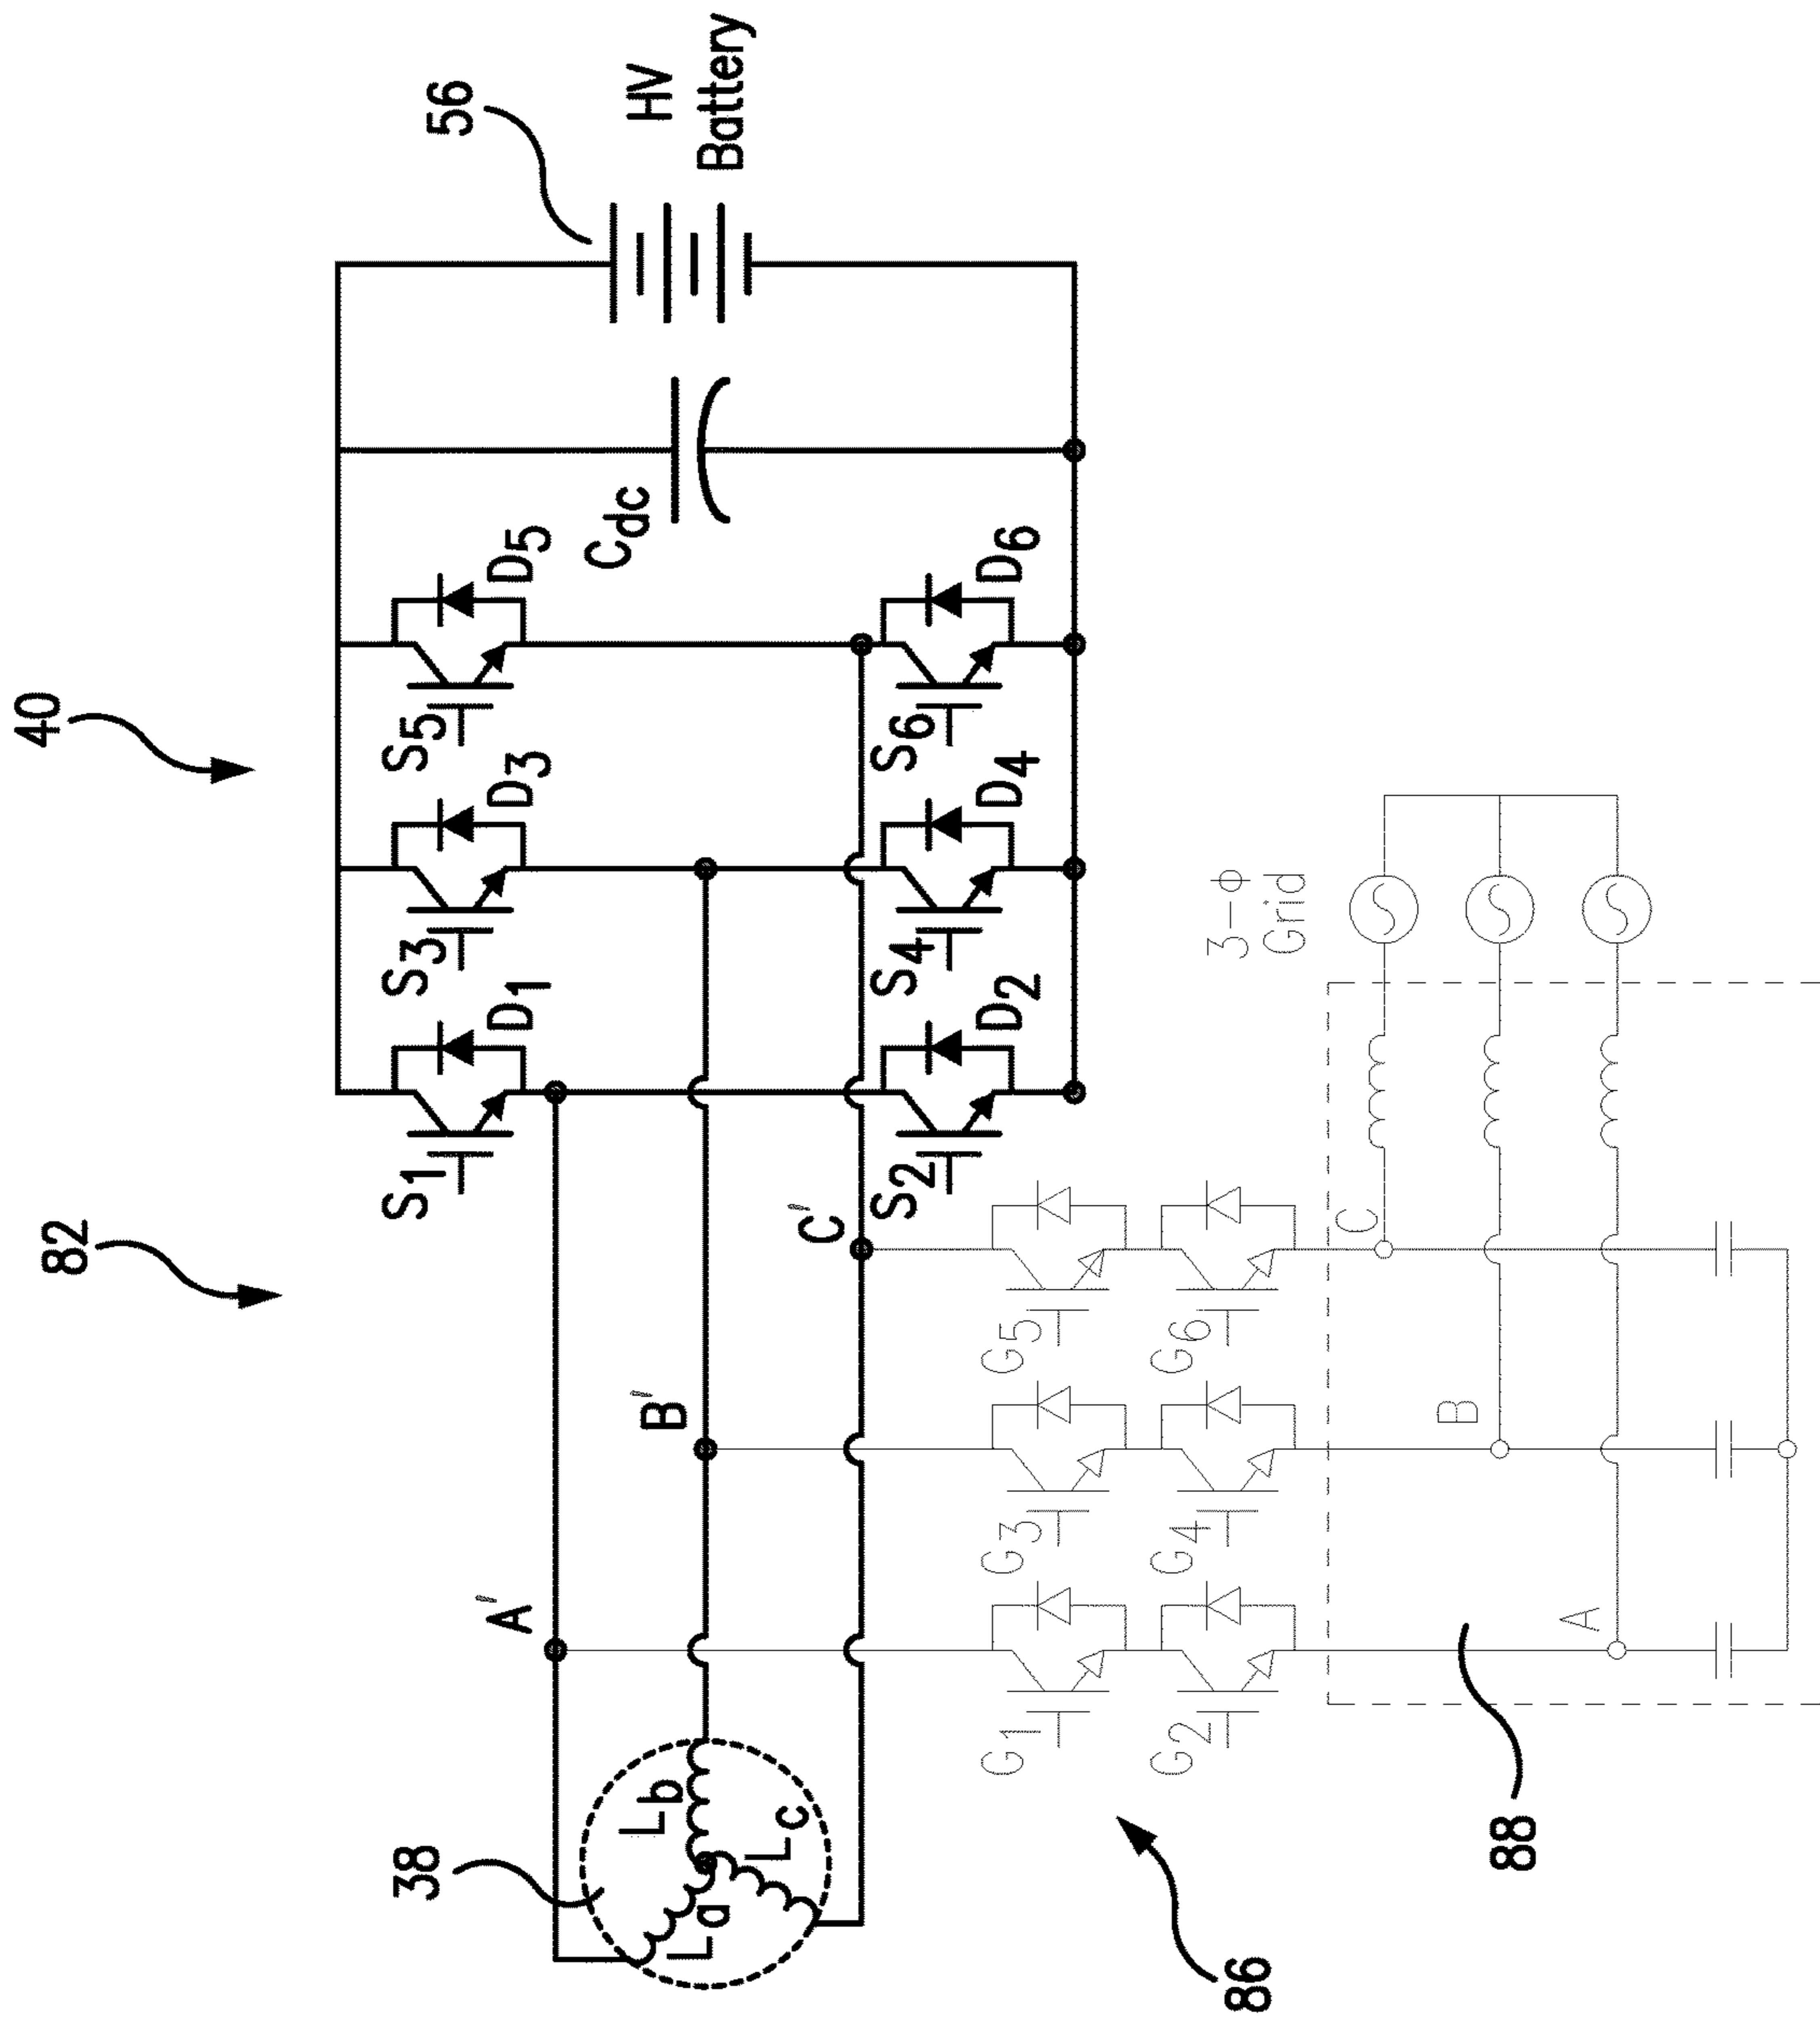 82
40
56
HV
Battery
S1
D1
S3
D3
S5
D5
Cdc
S2
D2
S4
D4
S6
D6
A'
B'
C'
38
La
Lb
Lc
86
G1
G3
G5
G2
G4
G6
3-ϕ
Grid
88
A
B
C